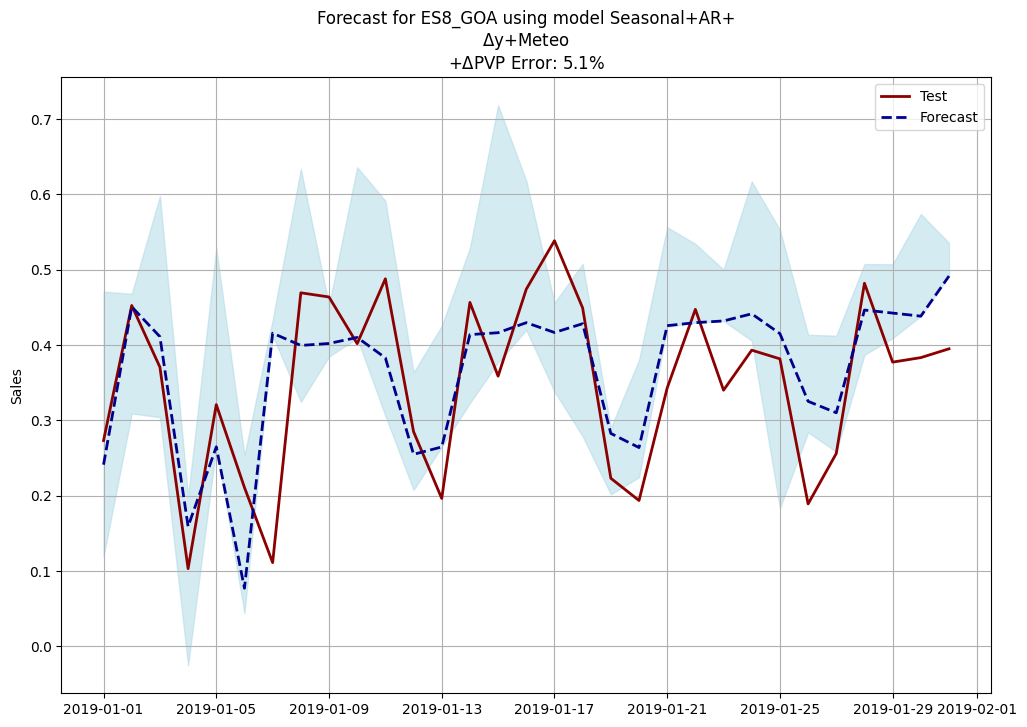 Forecast for ES8_GOA using model Seasonal+AR+
Δy+Meteo
+ΔPVP Error: 5.1%
Test
Forecast
Sales
0.7
0.6
0.5
0.4
0.3
0.2
0.1
0.0
2019-01-01 2019-01-05 2019-01-09 2019-01-13 2019-01-17 2019-01-21 2019-01-25 2019-01-29 2019-02-01